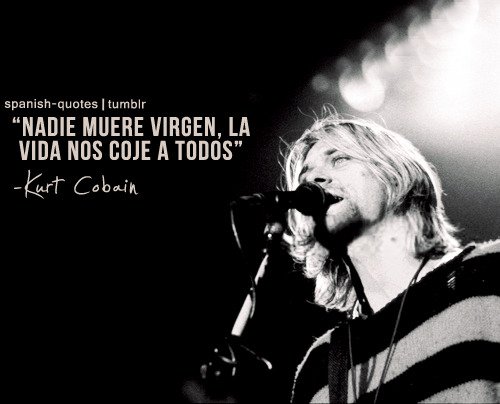 spanish-quotes | tumblr
“NADIE MUERE VIRGEN, LA
VIDA NOS COJE A TODOS”
-Kurt Cobain